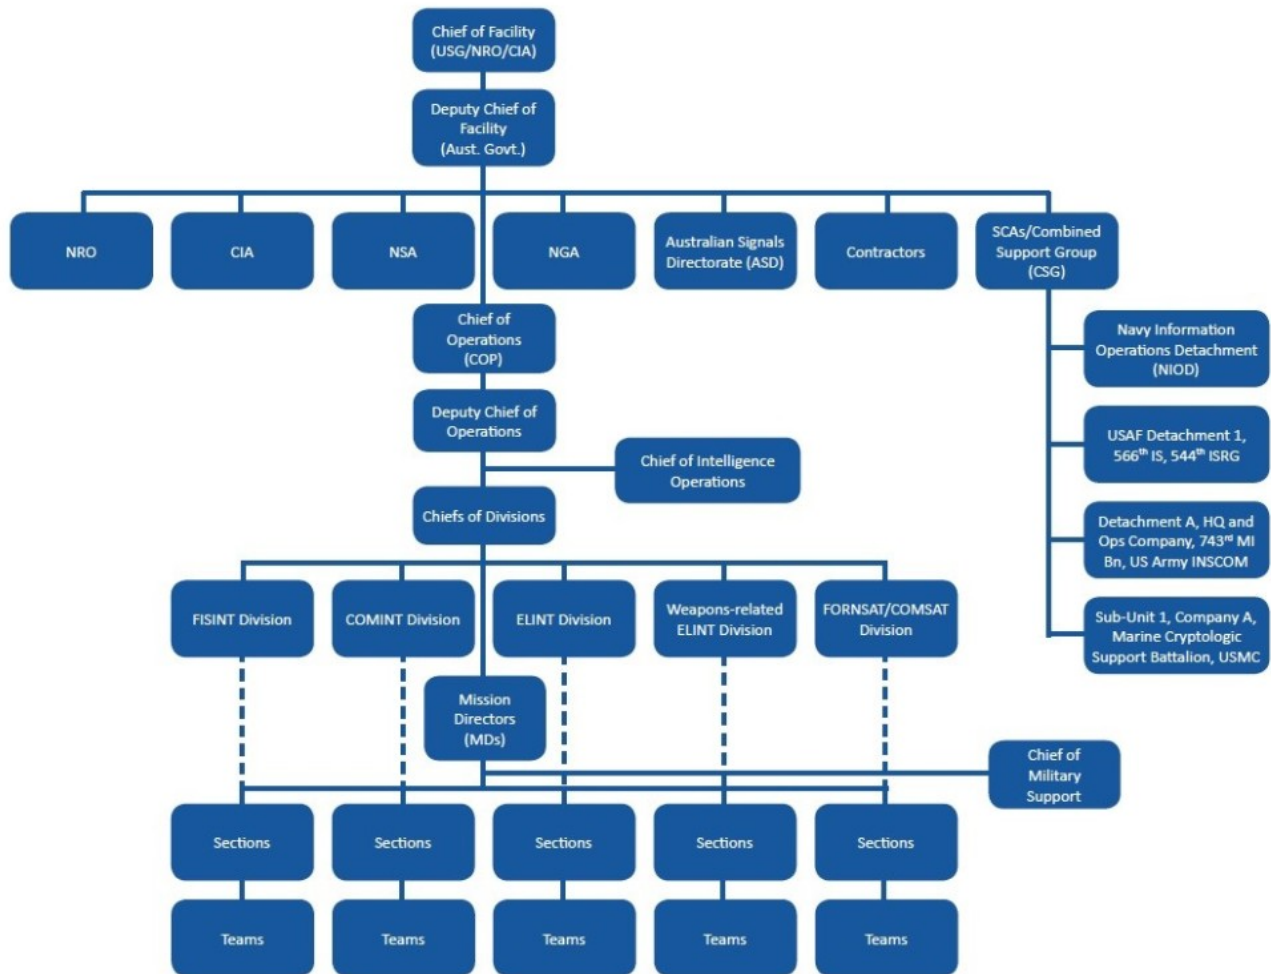 Chief of Facility
(USG/NRO/CIA)
Deputy Chief of
Facility
(Aust. Govt.)
NRO
CIA
NSA
NGA
Australian Signals
Directorate (ASD)
Contractors
SCAs/Combined
Support Group
(CSG)
Navy Information
Operations Detachment
(NIOD)
USAF Detachment 1,
566th IS, 544th ISRG
Detachment A, HQ and
Ops Company, 743rd MI
Bn, US Army INSCOM
Sub-Unit 1, Company A,
Marine Cryptologic
Support Battalion, USMC
Chief of
Operations
(COP)
Deputy Chief of
Operations
Chief of Intelligence
Operations
Chiefs of Divisions
FISINT Division
COMINT Division
ELINT Division
Weapons-related
ELINT Division
FORNSAT/COMSAT
Division
Mission
Directors
(MDs)
Chief of
Military
Support
Sections
Sections
Sections
Sections
Sections
Teams
Teams
Teams
Teams
Teams